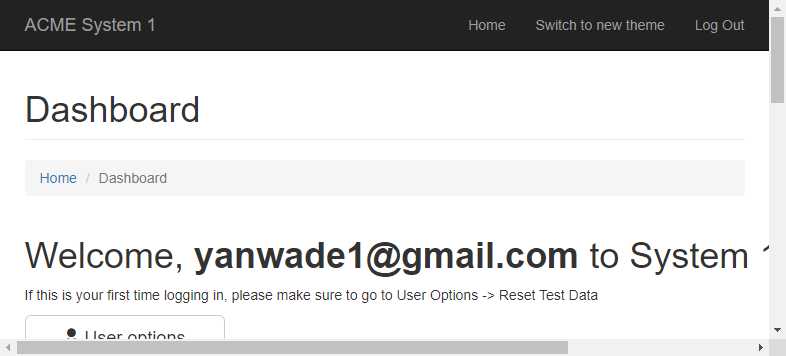 ACME System 1 Home Switch to new theme Log Out
Dashboard
Home / Dashboard
Welcome, yanwade1@gmail.com to System 1
If this is your first time logging in, please make sure to go to User Options -> Reset Test Data
User options